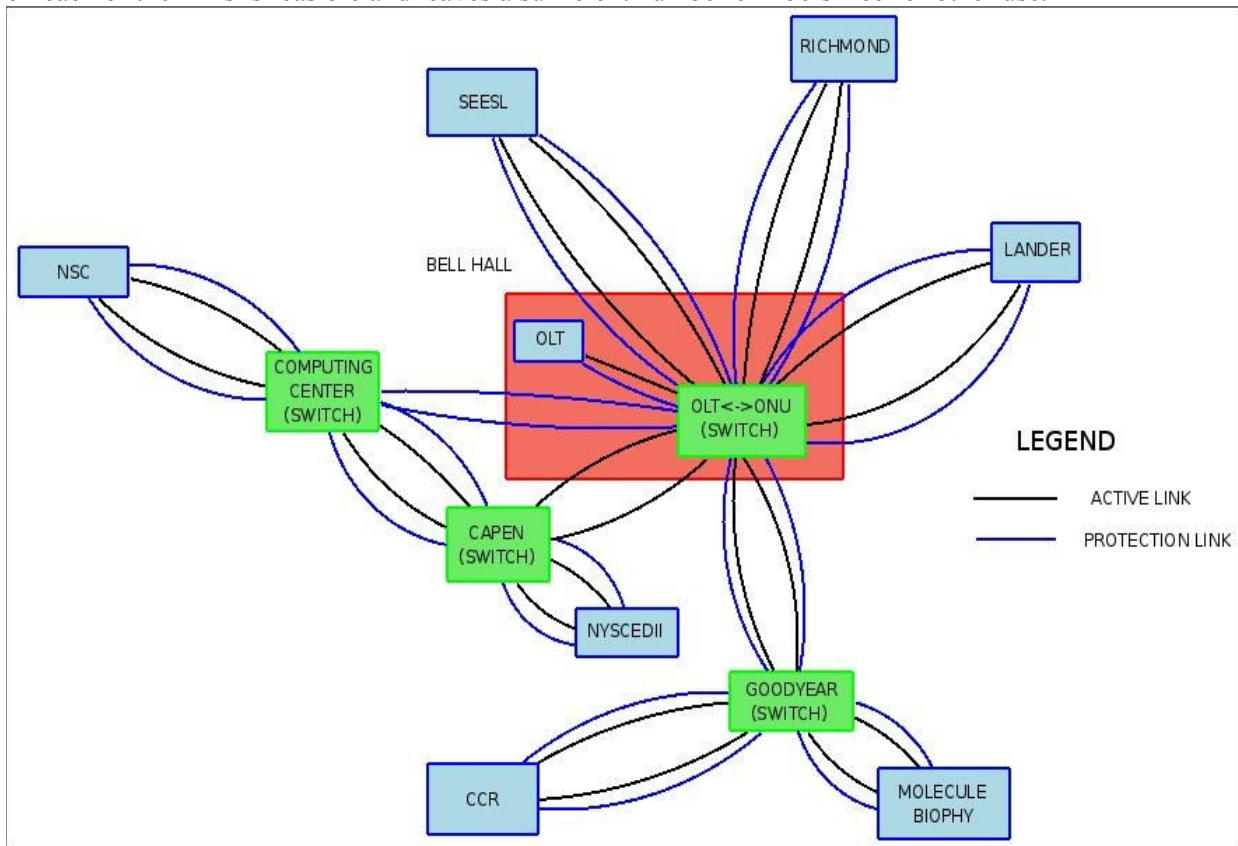 RICHMOND
SEESL
LANDER
BELL HALL
NSC
OLT
COMPUTING
CENTER
(SWITCH)
OLT<->ONU
(SWITCH)
LEGEND
ACTIVE LINK
PROTECTION LINK
CAPEN
(SWITCH)
NYSCEDII
GOODYEAR
(SWITCH)
CCR
MOLECULE
BIOPHY